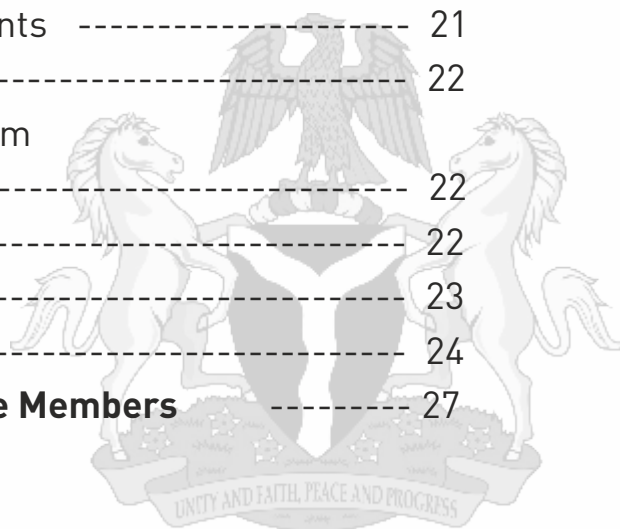 nts ------------------------ 21
------------------------------ 22
m
------------------------------ 22
------------------------------ 22
------------------------------ 23
------------------------------ 24
e Members ---------- 27
UNITY AND FAITH, PEACE AND PROGRESS